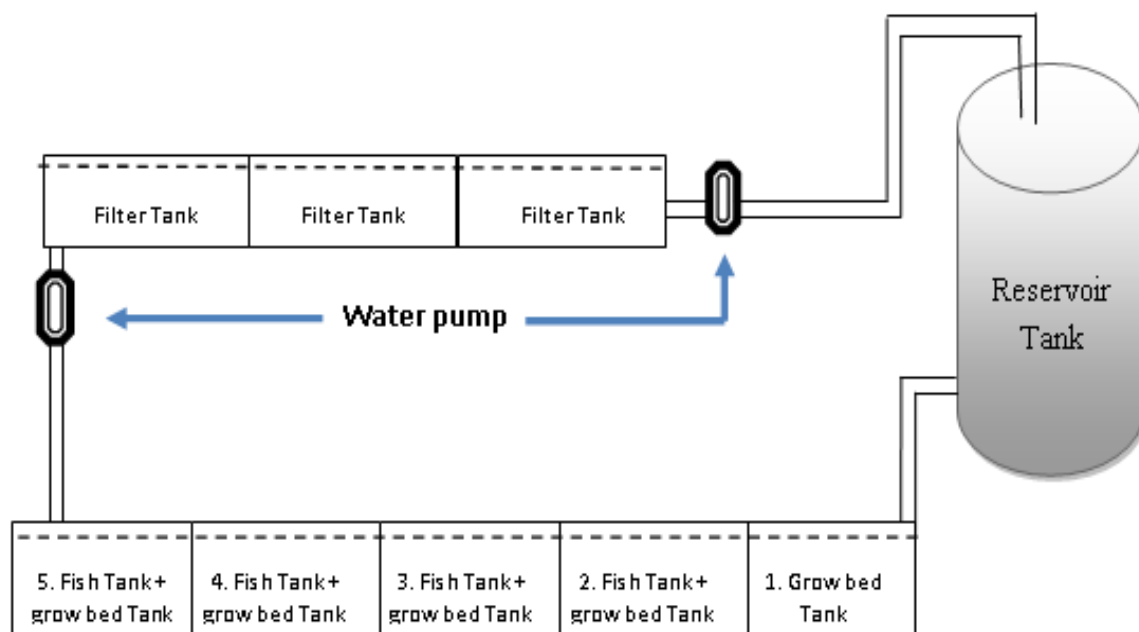 Filter Tank
Filter Tank
Filter Tank
Water pump
Reservoir
Tank
5. Fish Tank+
grow bed Tank
4. Fish Tank+
grow bed Tank
3. Fish Tank+
grow bed Tank
2. Fish Tank+
grow bed Tank
1. Grow bed
Tank